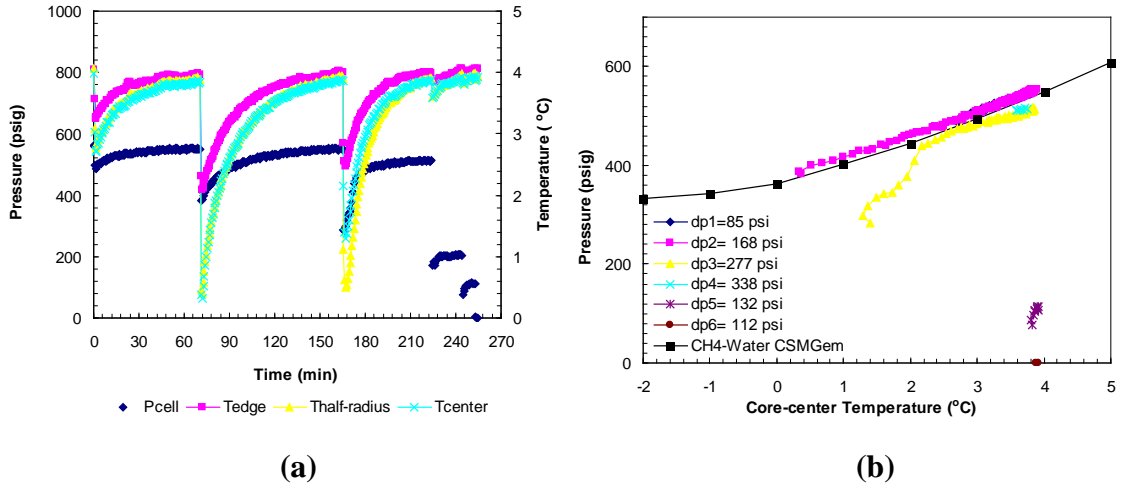 1000
800
600
400
200
0
Pressure (psig)
5
4
3
2
1
0
Temperature ( °C)
0 30 60 90 120 150 180 210 240 270
Time (min)
Pcell Tedge Thalf-radius Tcenter
(a)
600
400
200
0
Pressure (psig)
dp1=85 psi
dp2= 168 psi
dp3=277 psi
dp4= 338 psi
dp5= 132 psi
dp6= 112 psi
CH4-Water CSMGem
-2 -1 0 1 2 3 4 5
Core-center Temperature (°C)
(b)